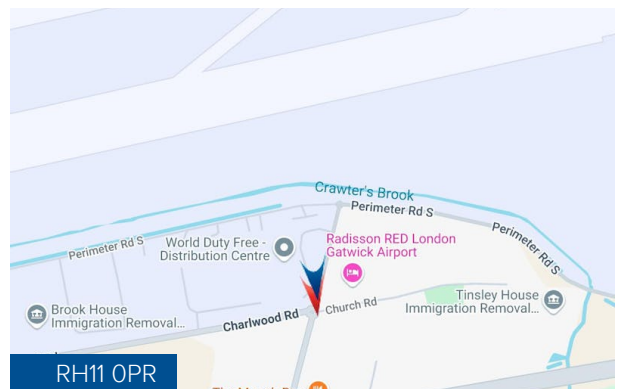 Crawter's Brook
Perimeter Rd S
Perimeter Rd S
Perimeter Rd S
World Duty Free -
Distribution Centre
Radisson RED London
Gatwick Airport
Tinsley House
Immigration Removal...
Brook House
Immigration Removal...
Church Rd
Charlwood Rd
RH11 0PR